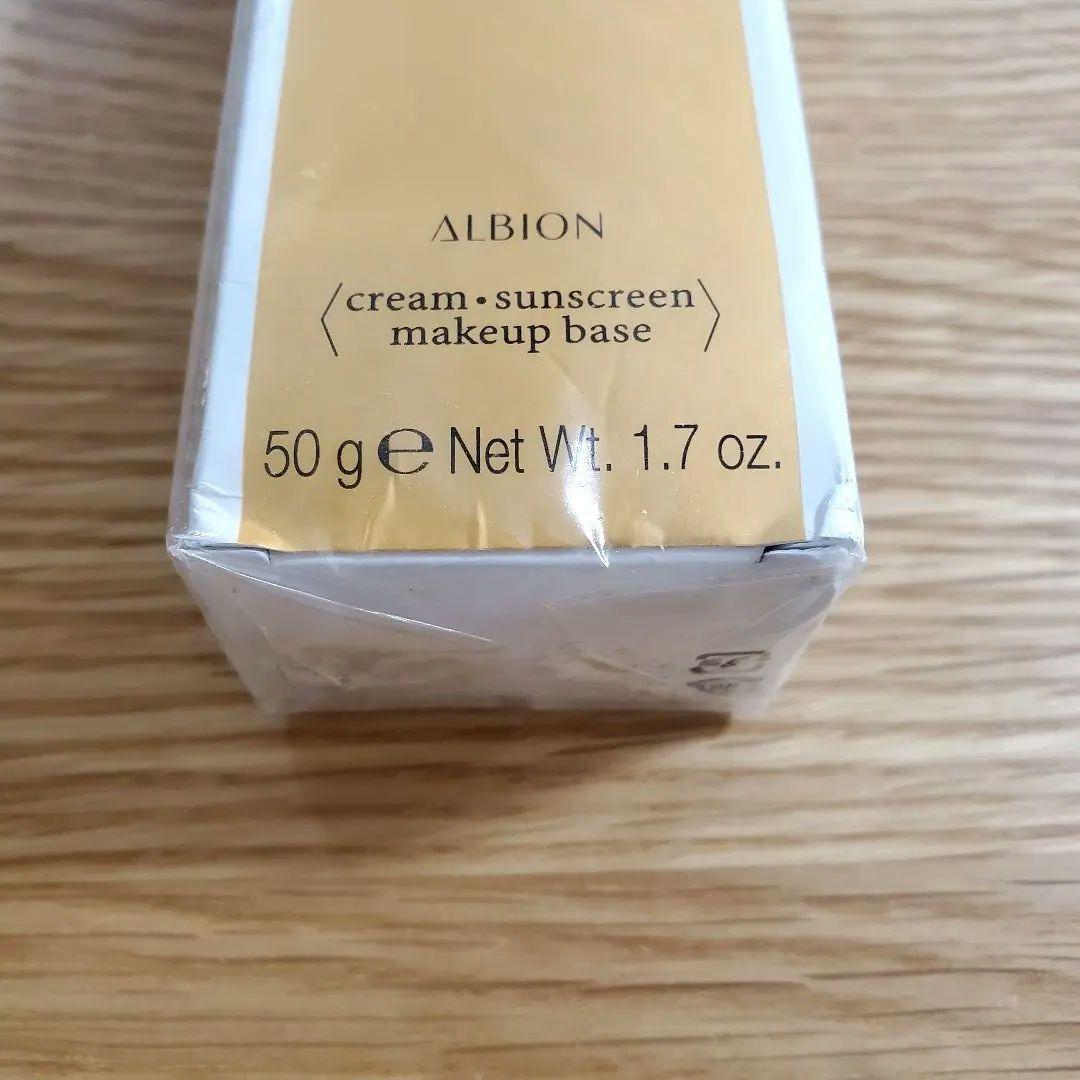 ALBION
〈cream・sunscreen
makeup base〉
50 g ℮ Net Wt. 1.7 oz.